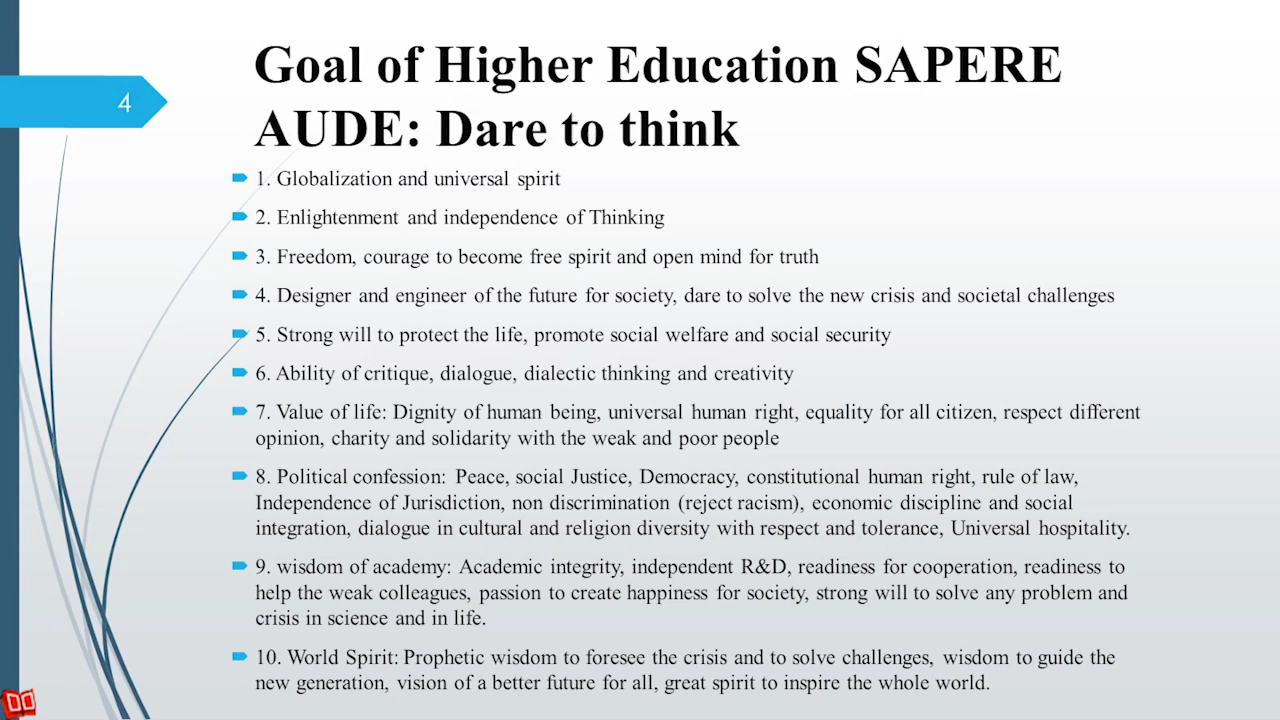 4
Goal of Higher Education SAPERE
AUDE: Dare to think
1. Globalization and universal spirit
2. Enlightenment and independence of Thinking
3. Freedom, courage to become free spirit and open mind for truth
4. Designer and engineer of the future for society, dare to solve the new crisis and societal challenges
5. Strong will to protect the life, promote social welfare and social security
6. Ability of critique, dialogue, dialectic thinking and creativity
7. Value of life: Dignity of human being, universal human right, equality for all citizen, respect different
opinion, charity and solidarity with the weak and poor people
8. Political confession: Peace, social Justice, Democracy, constitutional human right, rule of law,
Independence of Jurisdiction, non discrimination (reject racism), economic discipline and social
integration, dialogue in cultural and religion diversity with respect and tolerance, Universal hospitality.
9. wisdom of academy: Academic integrity, independent R&D, readiness for cooperation, readiness to
help the weak colleagues, passion to create happiness for society, strong will to solve any problem and
crisis in science and in life.
10. World Spirit: Prophetic wisdom to foresee the crisis and to solve challenges, wisdom to guide the
new generation, vision of a better future for all, great spirit to inspire the whole world.